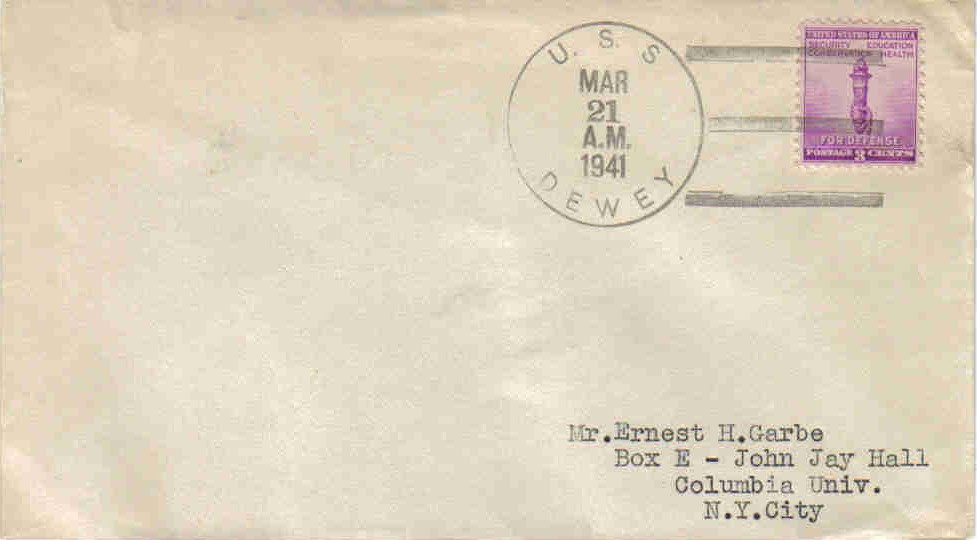 U. S. S
MAR
21
A.M.
1941
DEWEY
UNITED STATES OF AMERICA
SECURITY EDUCATION
CONSERVATION HEALTH
FOR DEFENSE
POSTAGE 3 CENTS
Mr.Ernest H.Garbe
Box E - John Jay Hall
Columbia Univ.
N.Y.City